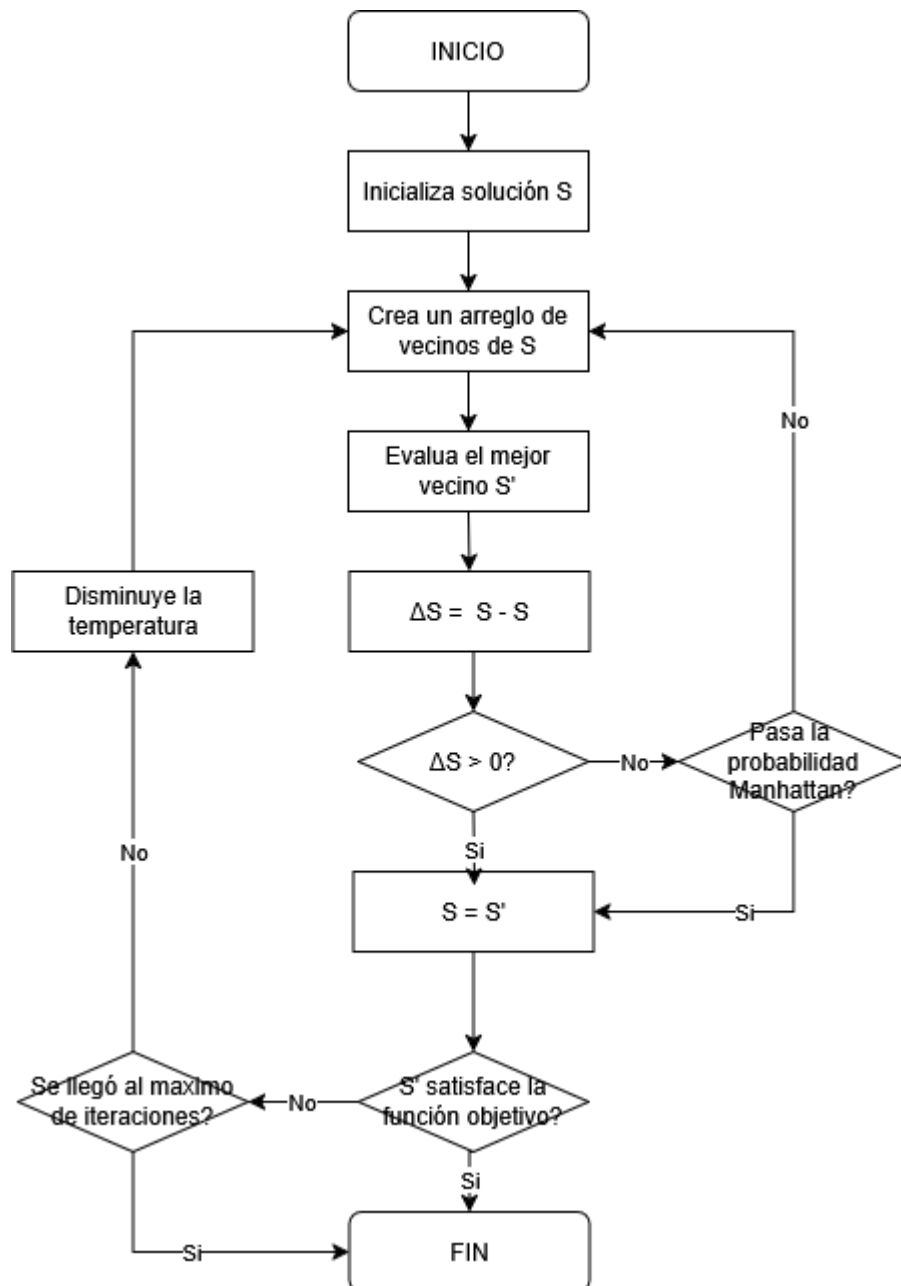 INICIO
Inicializa solución S
Crea un arreglo de
vecinos de S
No
Evalua el mejor
vecino S'
Disminuye la
temperatura
ΔS = S - S
ΔS > 0?
No
Pasa la
probabilidad
Manhattan?
No
Si
S = S'
Si
Se llegó al maximo
de iteraciones?
No
S' satisface la
función objetivo?
Si
Si
FIN